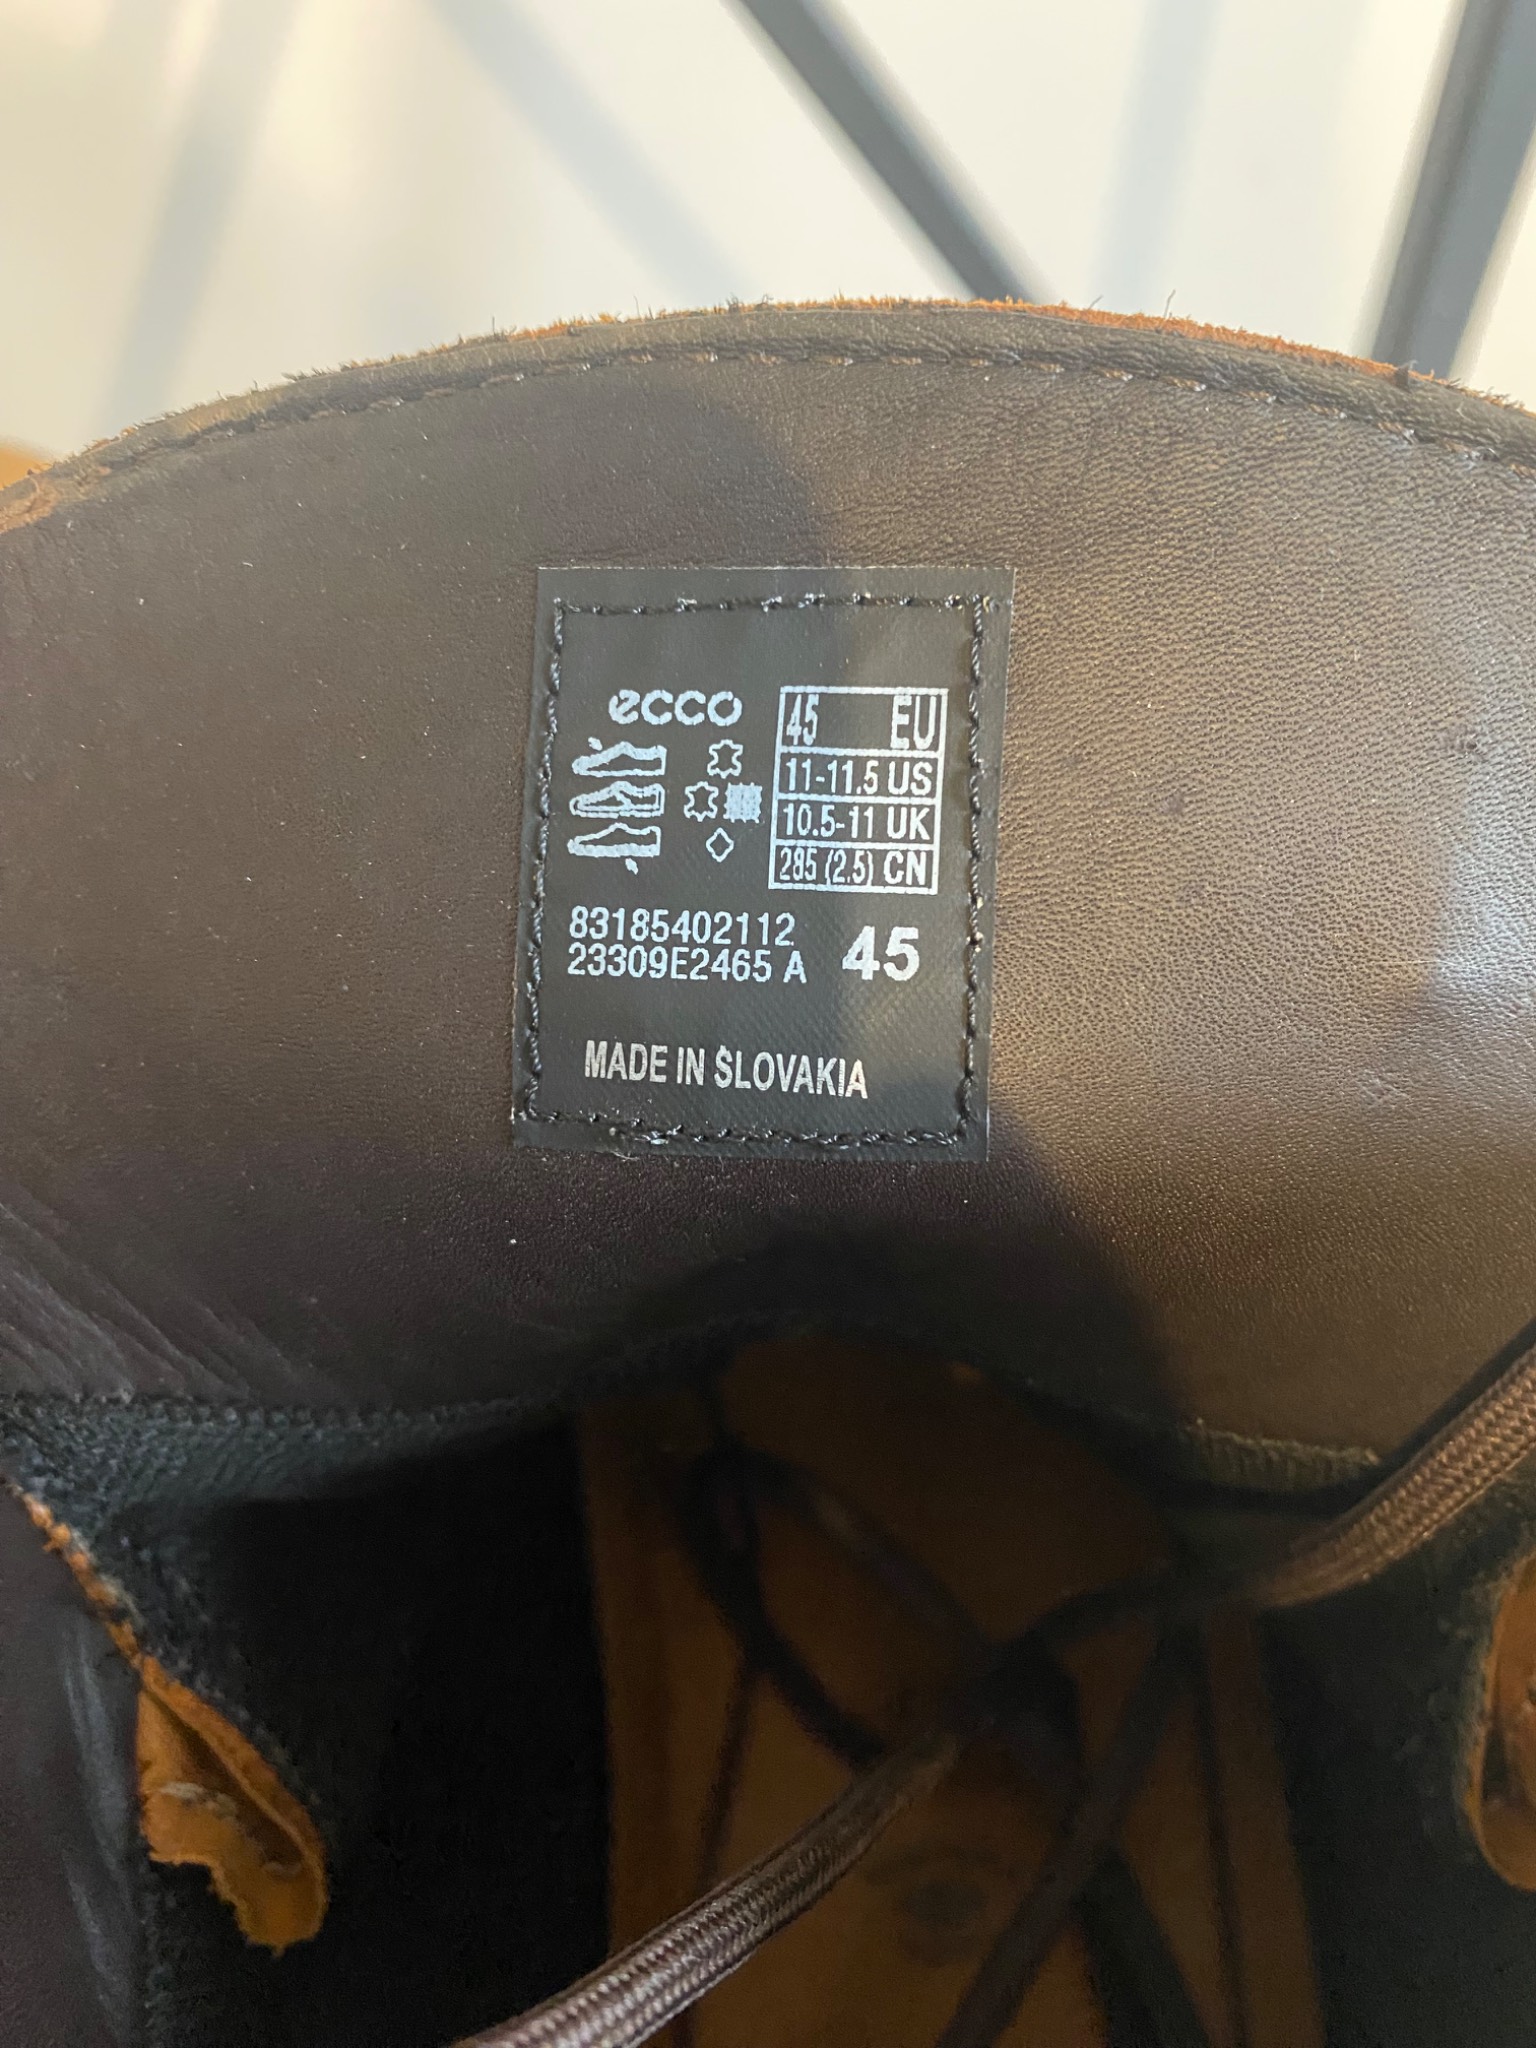 ecco
45 EU
11-11.5 US
10.5-11 UK
285 (2.5) CN
83185402112
23309E2465 A
45
MADE IN SLOVAKIA